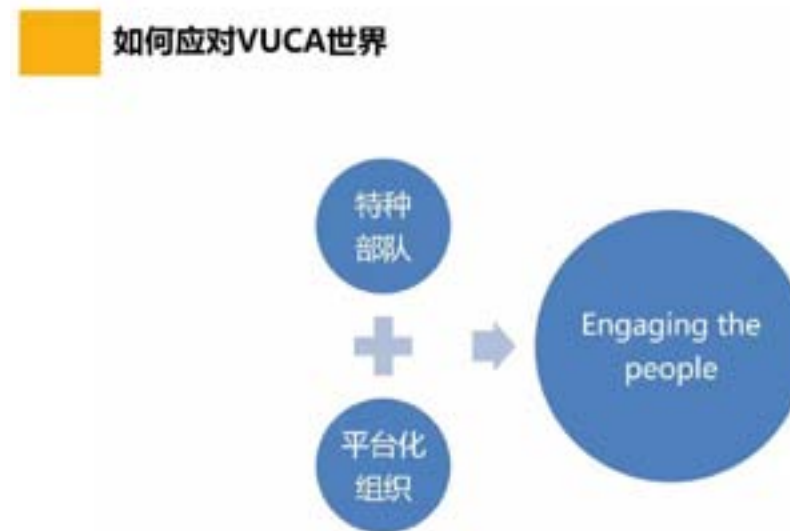 如何应对VUCA世界
特种
部队
平台化
组织
Engaging the
people